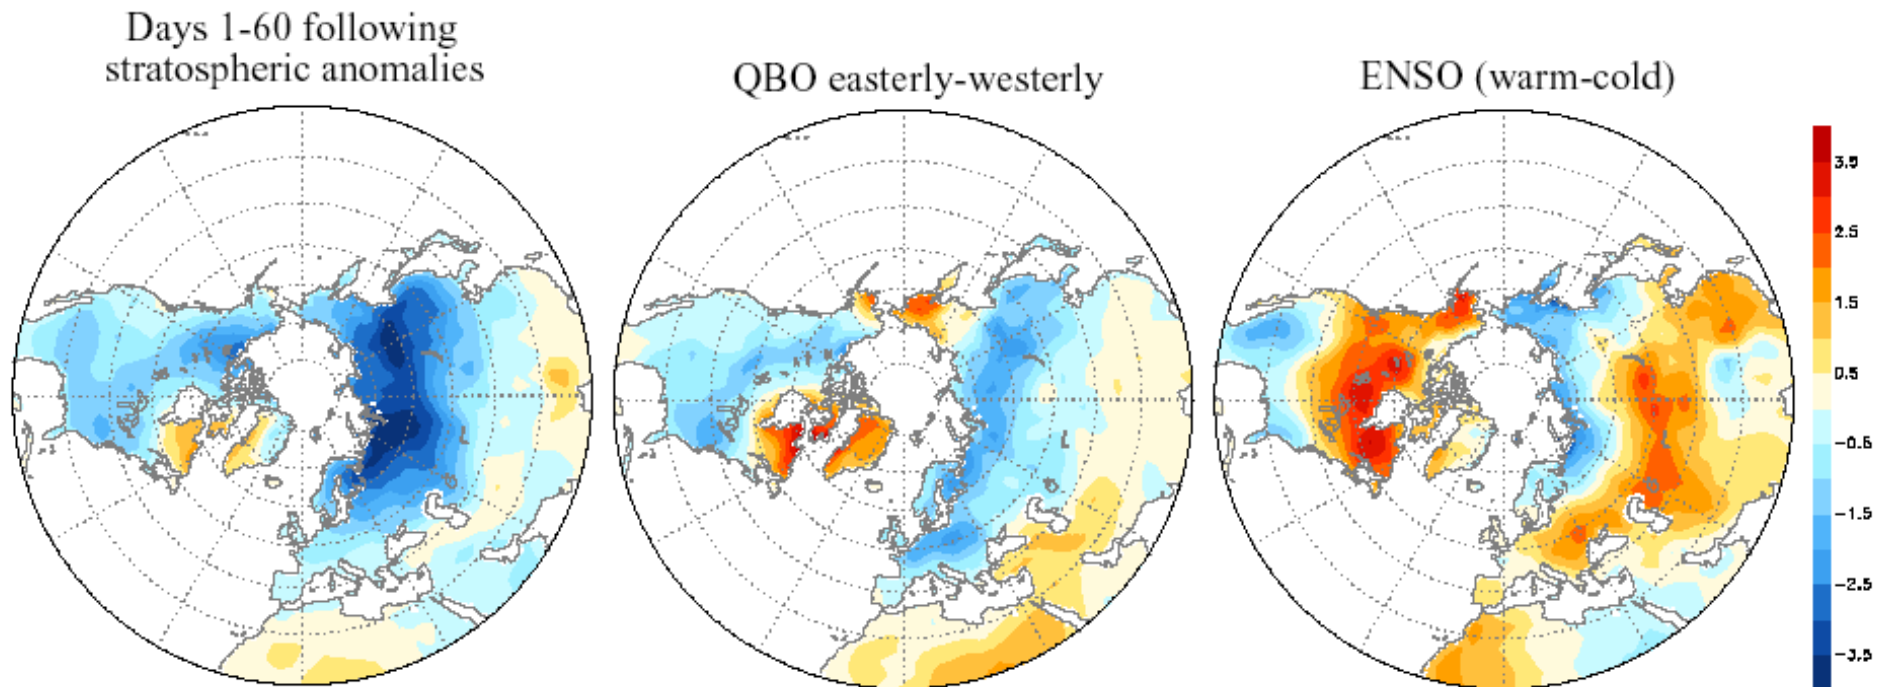 Days 1-60 following
stratospheric anomalies
QBO easterly-westerly
ENSO (warm-cold)
3.9
2.5
1.5
0.5
-0.5
-1.5
-2.5
-3.5